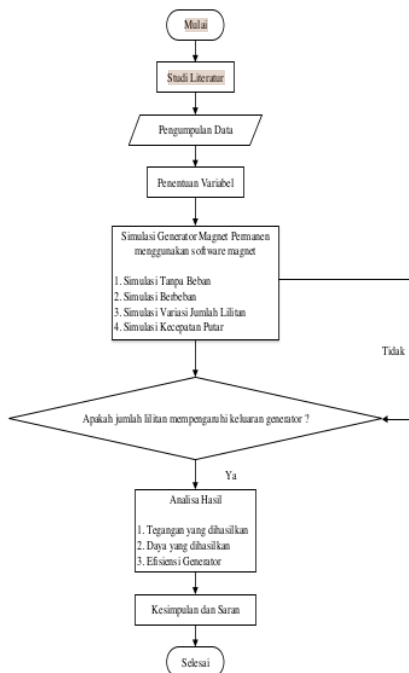 Mulai
Studi Literatur
Pengumpulan Data
Penentuan Variabel
Simulasi Generator Magnet Permanen
menggunakan software magnet
1. Simulasi Tanpa Beban
2. Simulasi Berbeban
3. Simulasi Variasi Jumlah Lilitan
4. Simulasi Kecepatan Putar
Tidak
Apakah jumlah lilitan mempengaruhi keluaran generator ?
Ya
Analisa Hasil
1. Tegangan yang dihasilkan
2. Daya yang dihasilkan
3. Efisiensi Generator
Kesimpulan dan Saran
Selesai